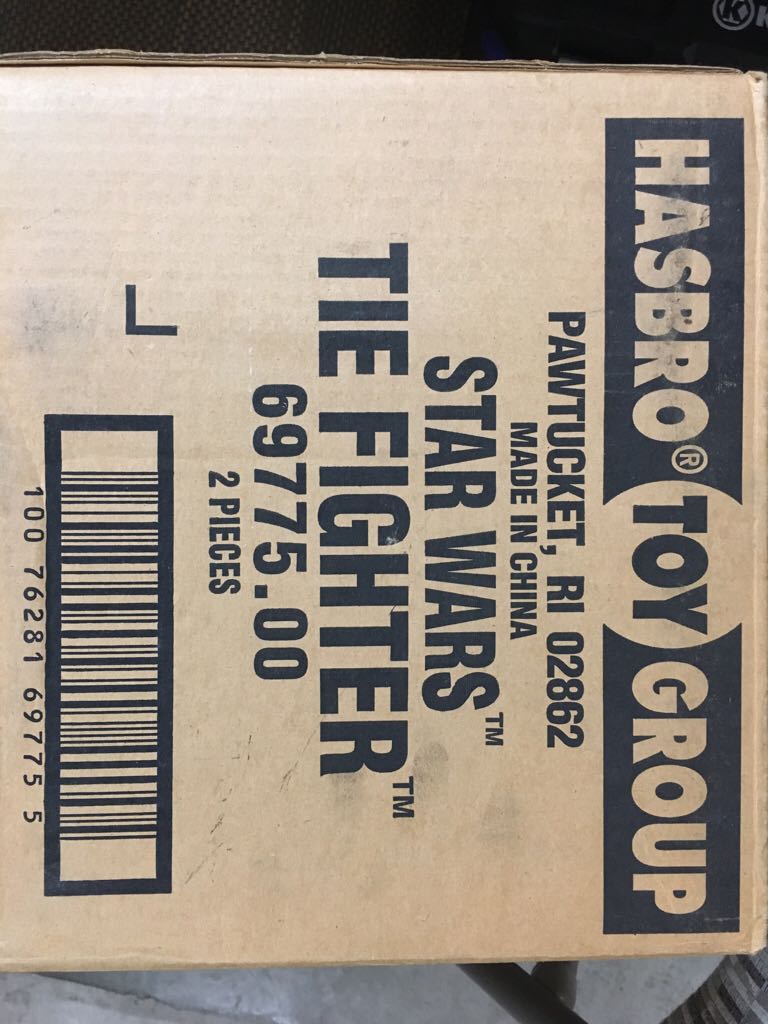 HASBRO® TOY GROUP
PAWTUCKET, RI 02862
MADE IN CHINA
STAR WARS™
TIE FIGHTER™
69775.00
2 PIECES
L
100 76281 69775 5
K